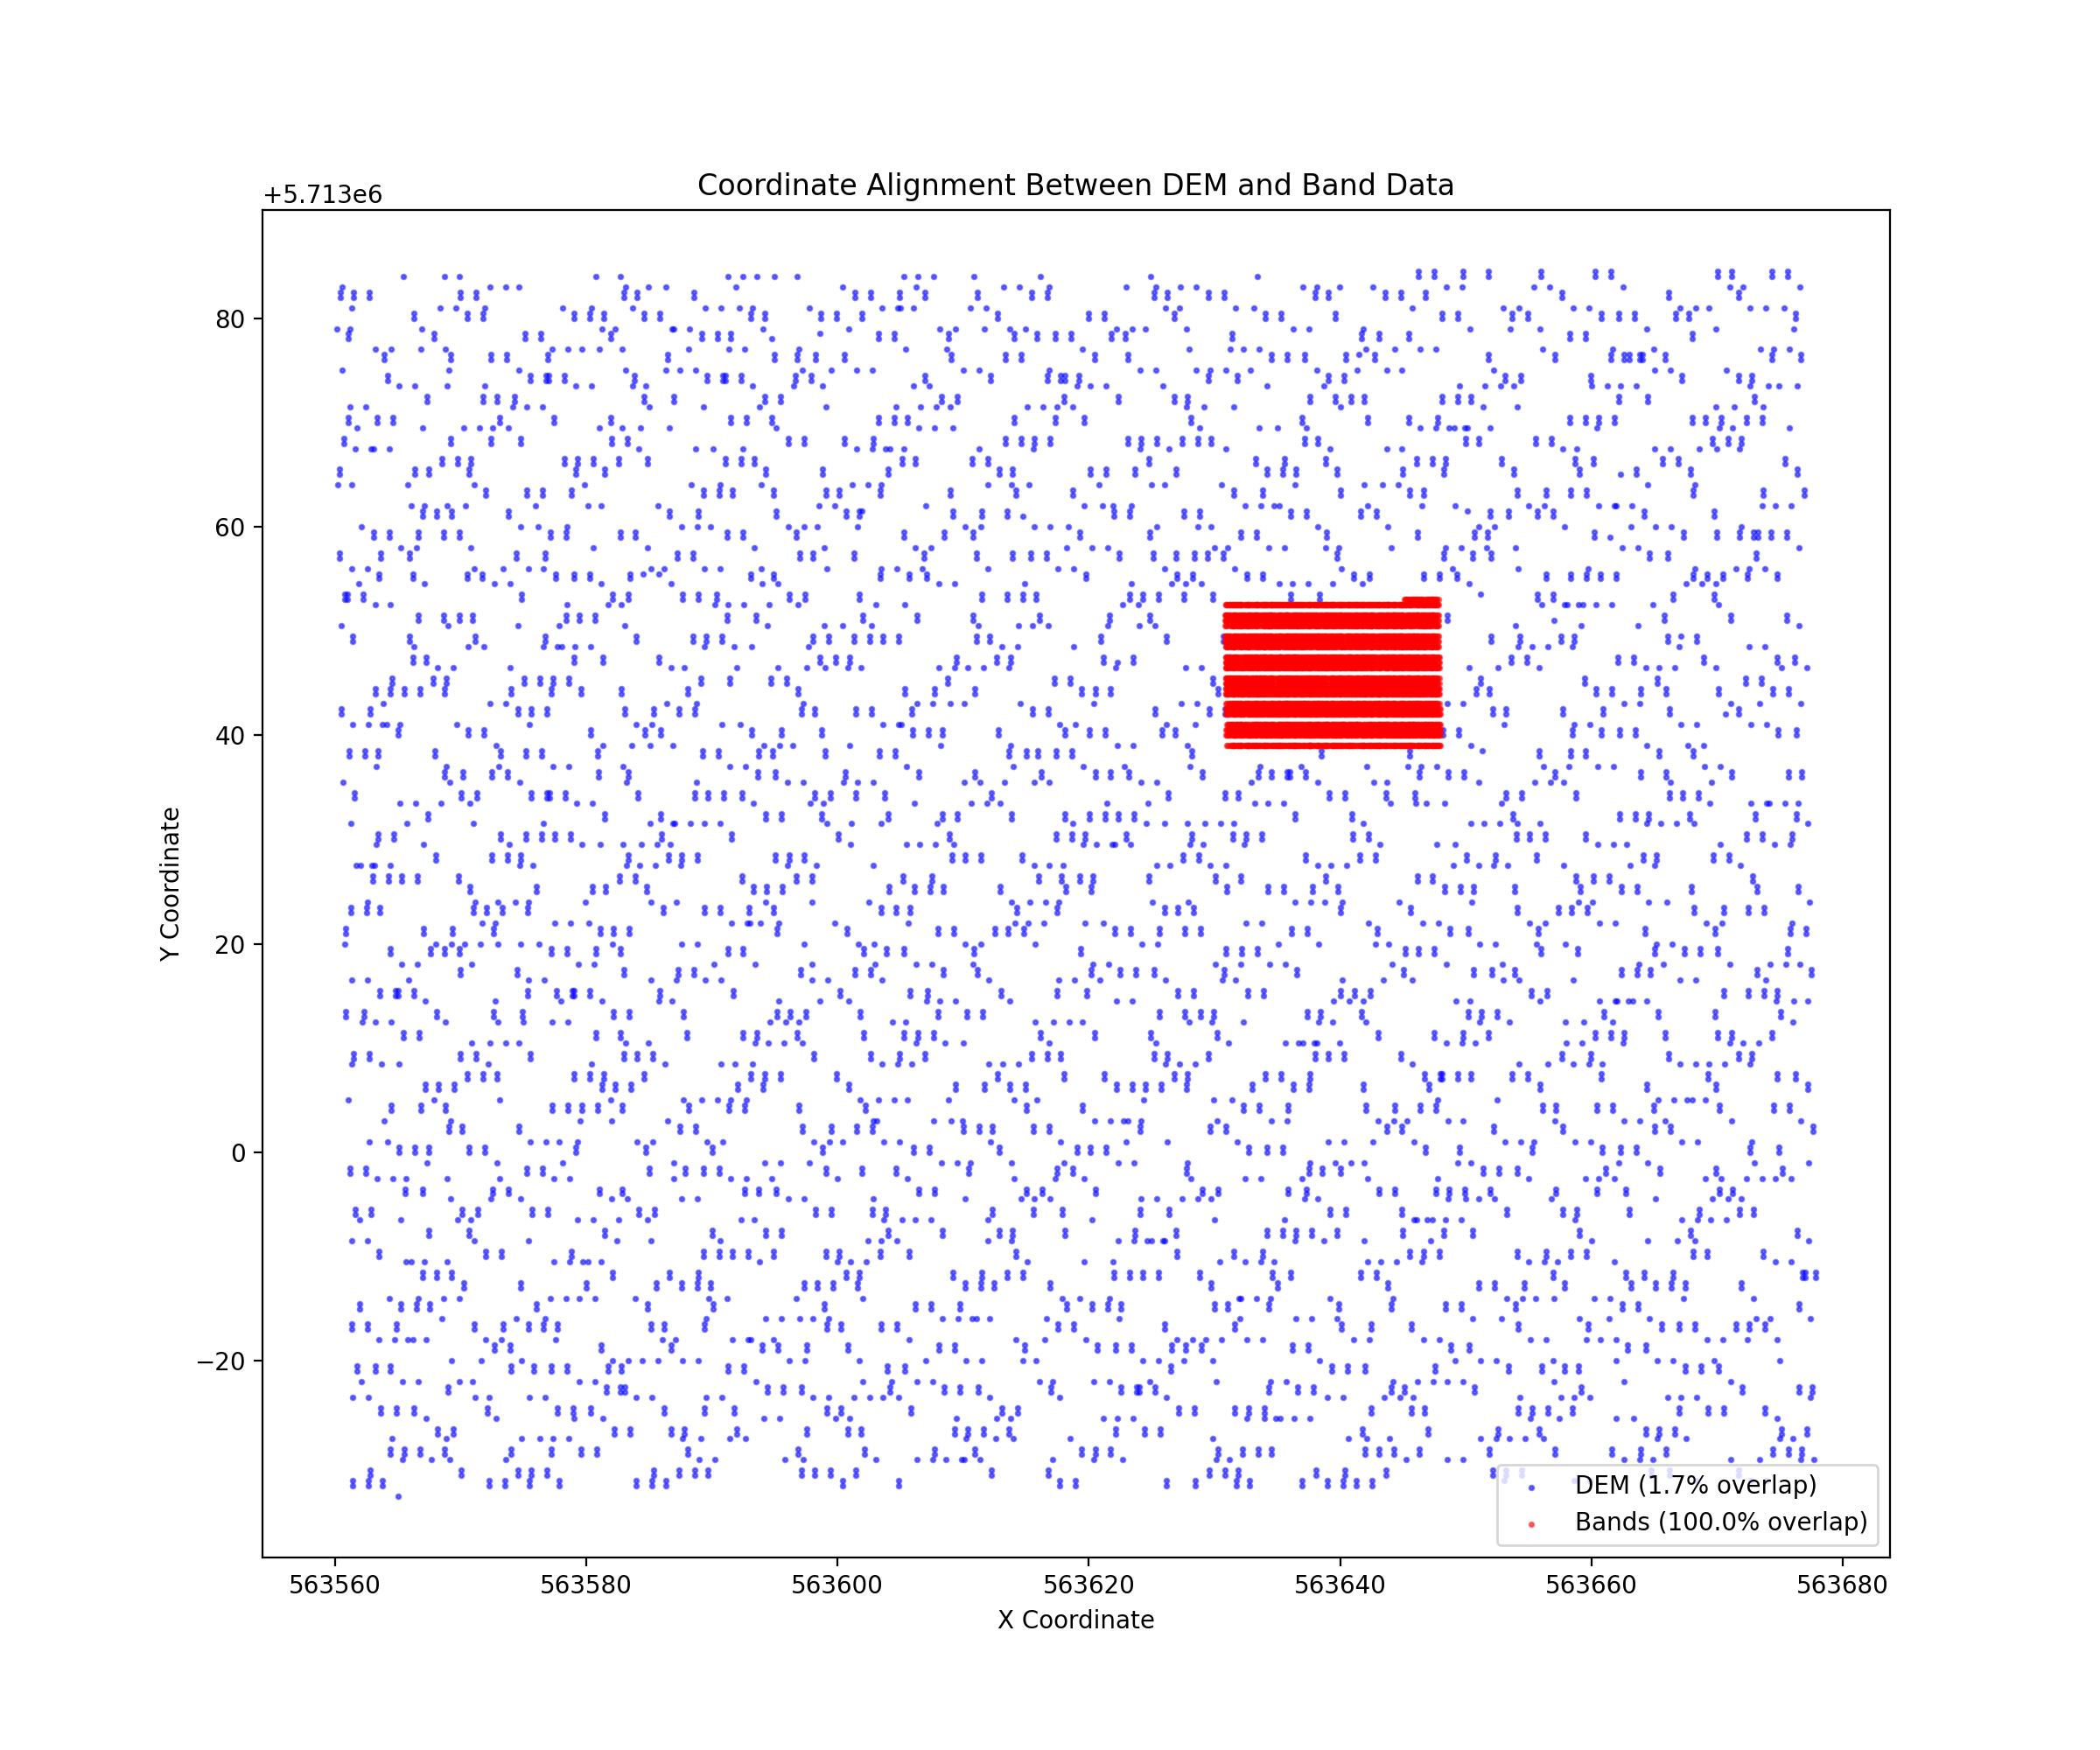 Coordinate Alignment Between DEM and Band Data
+5.713e6
80
60
40
20
0
−20
Y Coordinate
563560 563580 563600 563620 563640 563660 563680
X Coordinate
DEM (1.7% overlap)
Bands (100.0% overlap)